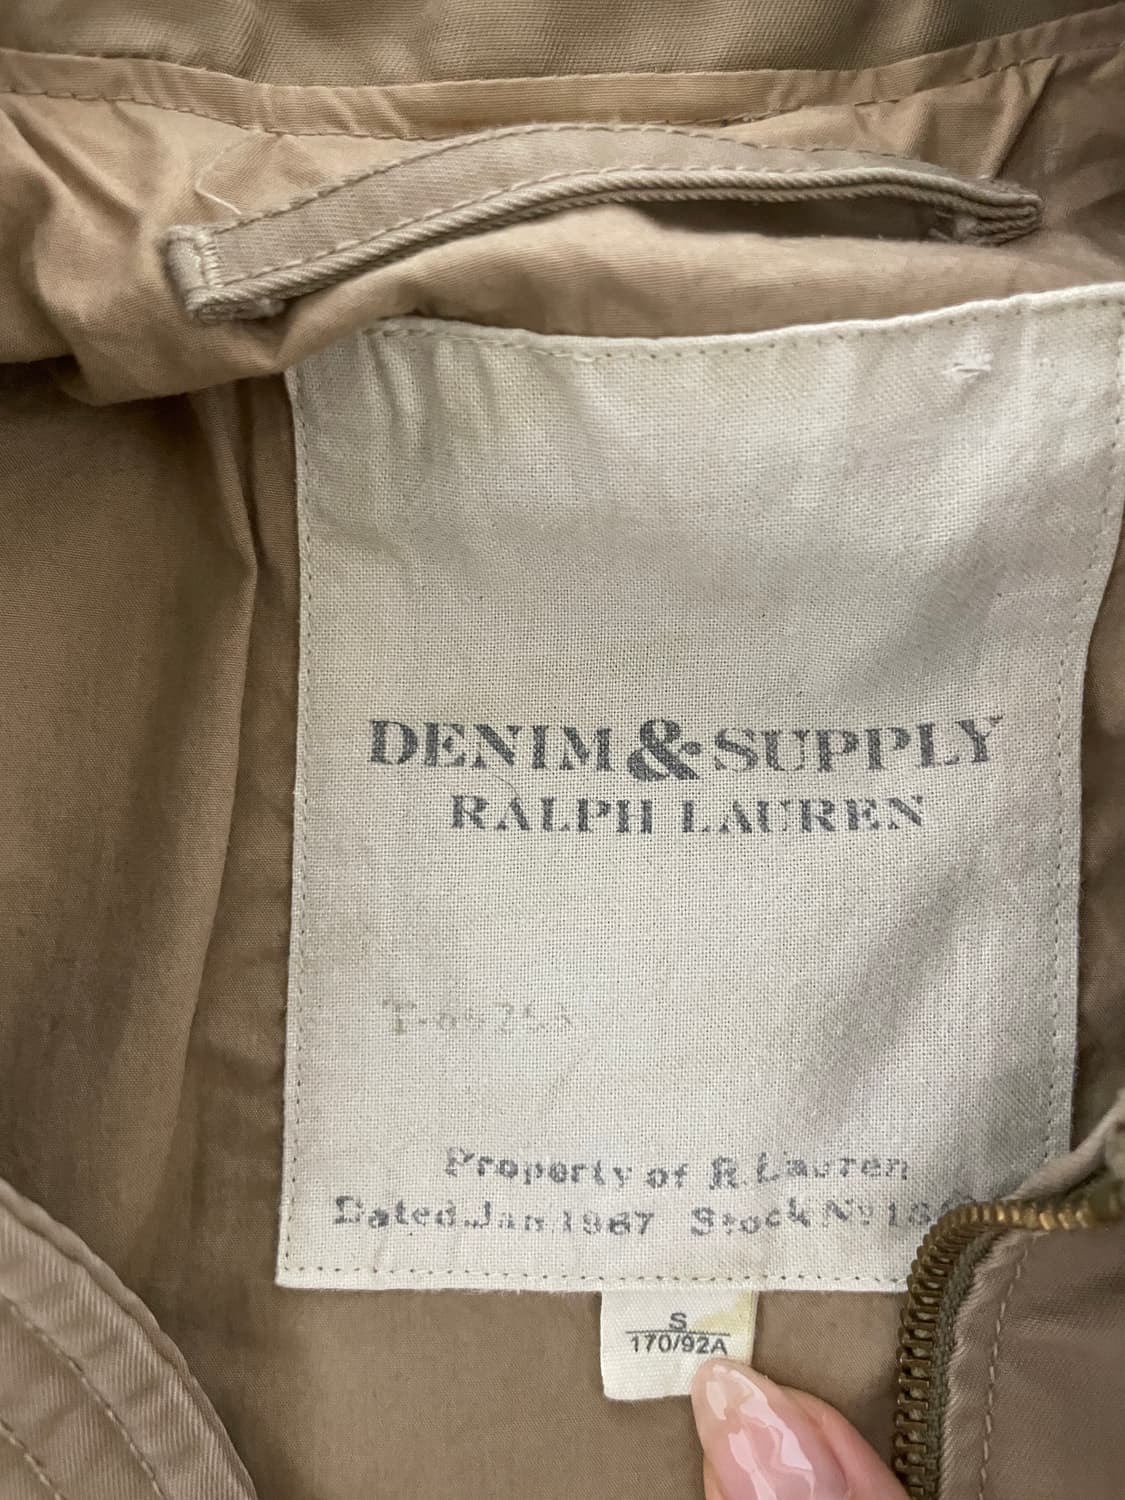 DENIM & SUPPLY
RALPH LAUREN
Property of R. Lauren
Dated Jan. 1967 Stock Nº
S
170/92A